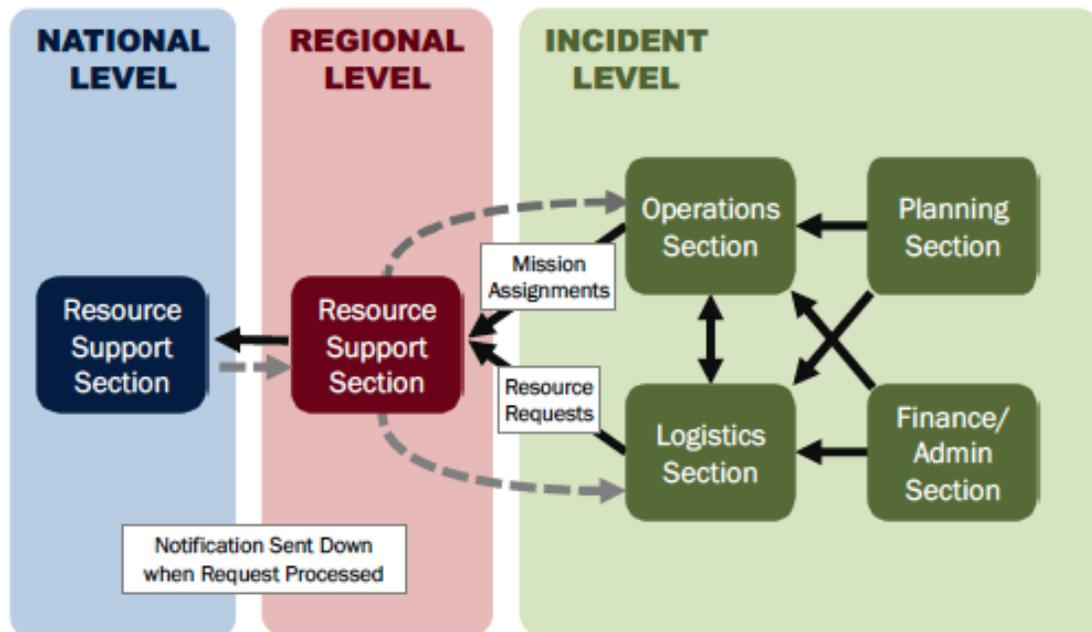 NATIONAL
LEVEL
REGIONAL
LEVEL
INCIDENT
LEVEL
Resource
Support
Section
Resource
Support
Section
Mission
Assignments
Resource
Requests
Operations
Section
Planning
Section
Logistics
Section
Finance/
Admin
Section
Notification Sent Down
when Request Processed